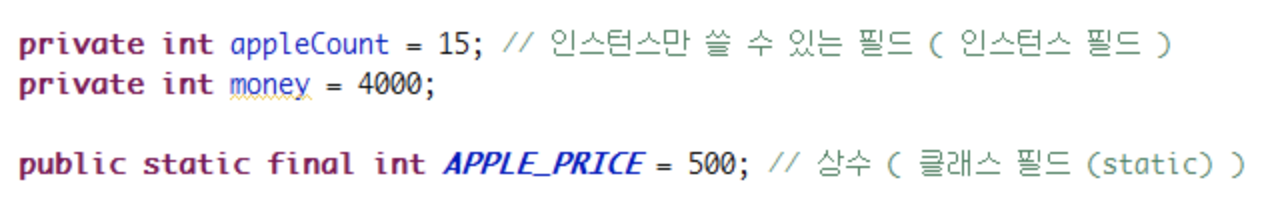 private int appleCount = 15; // 인스턴스만 쓸 수 있는 필드 ( 인스턴스 필드 )
private int money = 4000;
public static final int APPLE_PRICE = 500; // 상수 ( 클래스 필드 (static) )